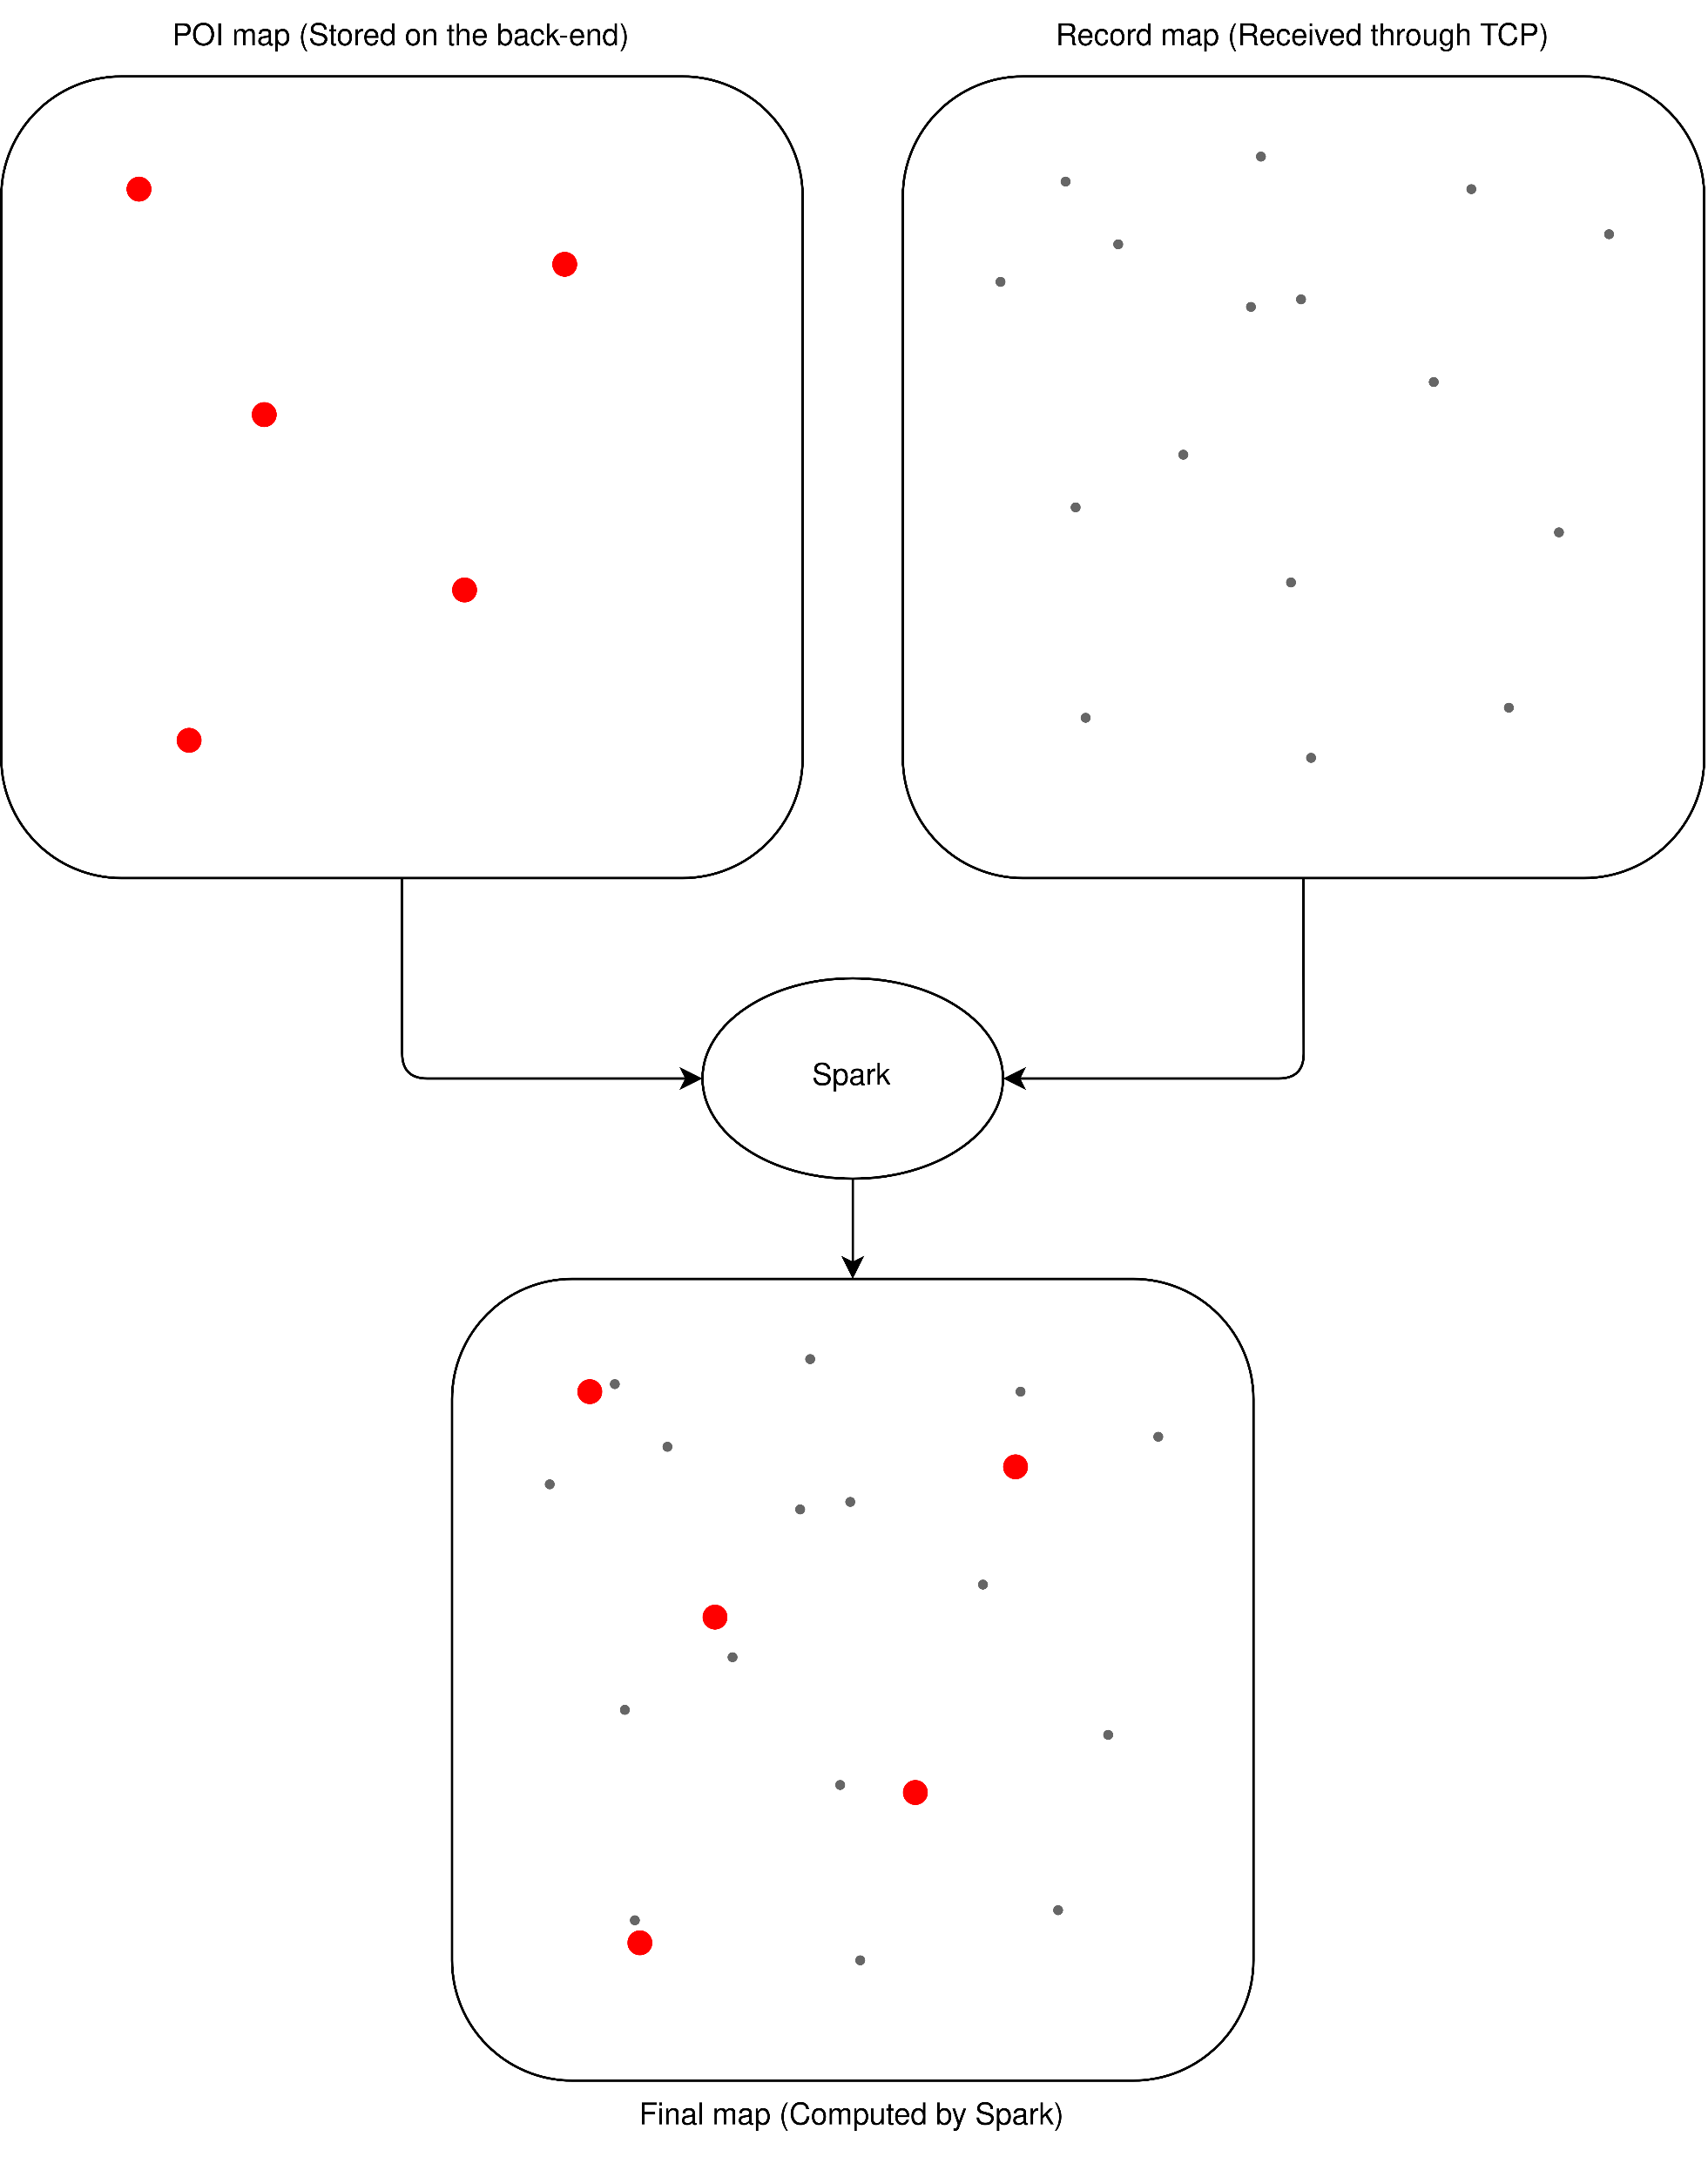 POI map (Stored on the back-end)
Record map (Received through TCP)
Spark
Final map (Computed by Spark)